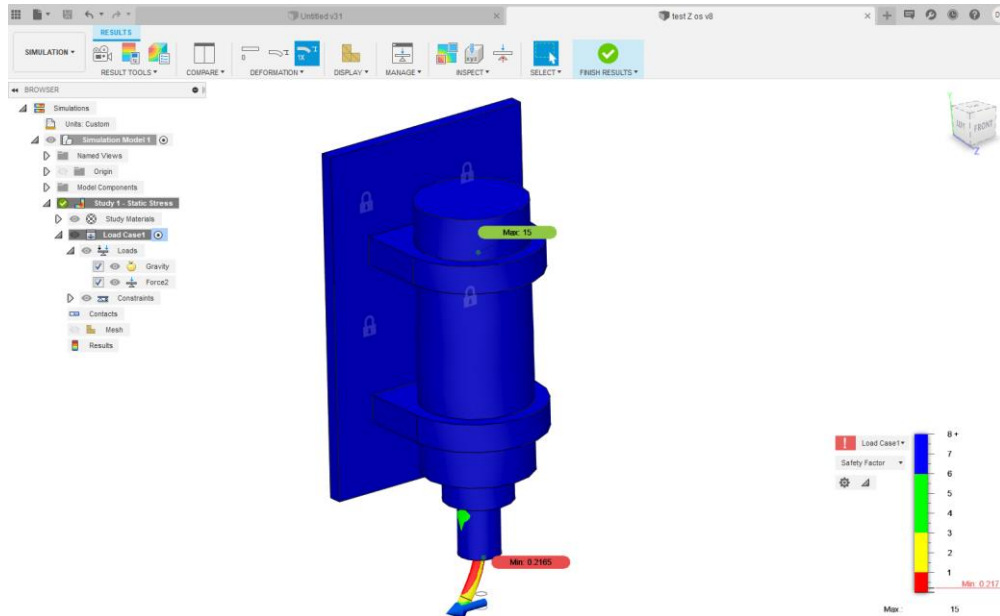 Untitled v31
test Z os v8
RESULTS
SIMULATION
RESULT TOOLS
COMPARE
DEFORMATION
DISPLAY
MANAGE
INSPECT
SELECT
FINISH RESULTS
BROWSER
Simulations
Units: Custom
Simulation Model 1
Named Views
Origin
Model Components
Study 1 - Static Stress
Study Materials
Load Case1
Loads
Gravity
Force2
Constraints
Contacts
Mesh
Results
Max: 15
Min: 0.2165
FRONT
Z
Load Case1
Safety Factor
8 +
7
6
5
4
3
2
1
Min: 0.217
Max: 15